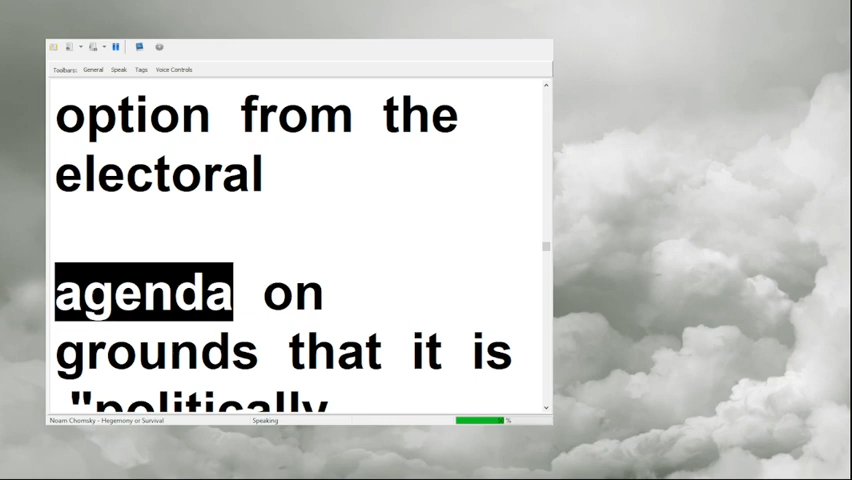 Toolbars: General Speak Tags Voice Controls
option from the
electoral
agenda on
grounds that it is
"politically
Noam Chomsky - Hegemony or Survival Speaking %